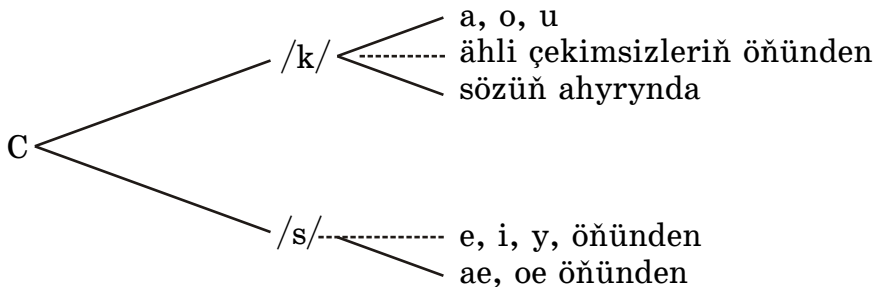 a, o, u
/k/ ähli çekimsizleriň öňünden
sözüň ahyrynda
C
/s/ e, i, y, öňünden
ae, oe öňünden